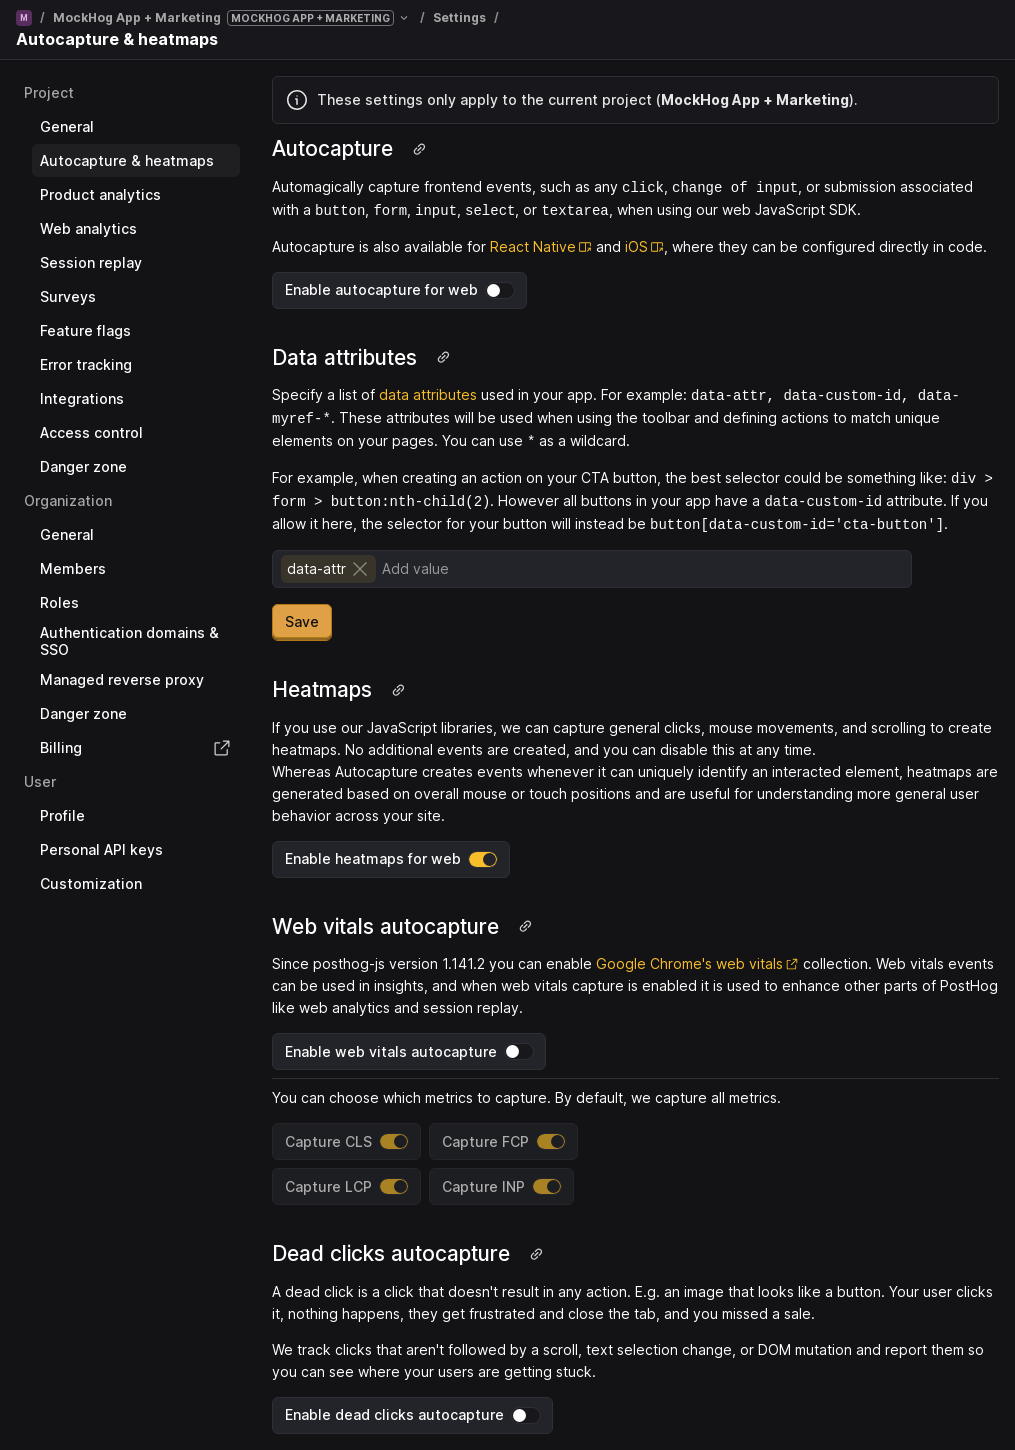 M / MockHog App + Marketing MOCKHOG APP + MARKETING / Settings /
Autocapture & heatmaps
Project
General
Autocapture & heatmaps
Product analytics
Web analytics
Session replay
Surveys
Feature flags
Error tracking
Integrations
Access control
Danger zone
Organization
General
Members
Roles
Authentication domains &
SSO
Managed reverse proxy
Danger zone
Billing
User
Profile
Personal API keys
Customization
These settings only apply to the current project (MockHog App + Marketing).
Autocapture
Automagically capture frontend events, such as any click, change of input, or submission associated
with a button, form, input, select, or textarea, when using our web JavaScript SDK.
Autocapture is also available for React Native and iOS, where they can be configured directly in code.
Enable autocapture for web
Data attributes
Specify a list of data attributes used in your app. For example: data-attr, data-custom-id, data-
myref-*. These attributes will be used when using the toolbar and defining actions to match unique
elements on your pages. You can use * as a wildcard.
For example, when creating an action on your CTA button, the best selector could be something like: div >
form > button:nth-child(2). However all buttons in your app have a data-custom-id attribute. If you
allow it here, the selector for your button will instead be button[data-custom-id='cta-button'].
data-attr Add value
Save
Heatmaps
If you use our JavaScript libraries, we can capture general clicks, mouse movements, and scrolling to create
heatmaps. No additional events are created, and you can disable this at any time.
Whereas Autocapture creates events whenever it can uniquely identify an interacted element, heatmaps are
generated based on overall mouse or touch positions and are useful for understanding more general user
behavior across your site.
Enable heatmaps for web
Web vitals autocapture
Since posthog-js version 1.141.2 you can enable Google Chrome's web vitals collection. Web vitals events
can be used in insights, and when web vitals capture is enabled it is used to enhance other parts of PostHog
like web analytics and session replay.
Enable web vitals autocapture
You can choose which metrics to capture. By default, we capture all metrics.
Capture CLS Capture FCP
Capture LCP Capture INP
Dead clicks autocapture
A dead click is a click that doesn't result in any action. E.g. an image that looks like a button. Your user clicks
it, nothing happens, they get frustrated and close the tab, and you missed a sale.
We track clicks that aren't followed by a scroll, text selection change, or DOM mutation and report them so
you can see where your users are getting stuck.
Enable dead clicks autocapture